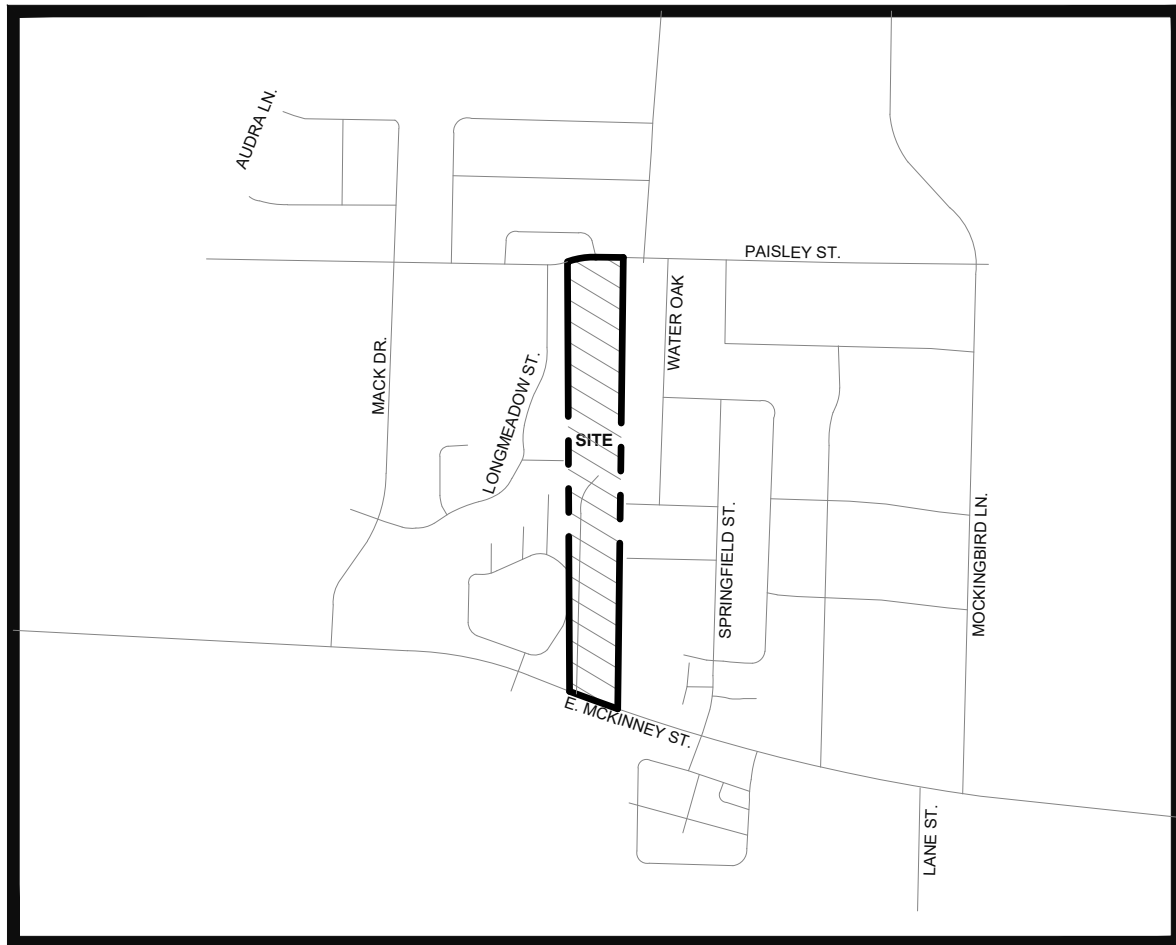 AUDRA LN.
PAISLEY ST.
WATER OAK
MACK DR.
LONGMEADOW ST.
SITE
SPRINGFIELD ST.
MOCKINGBIRD LN.
E. MCKINNEY ST.
LANE ST.